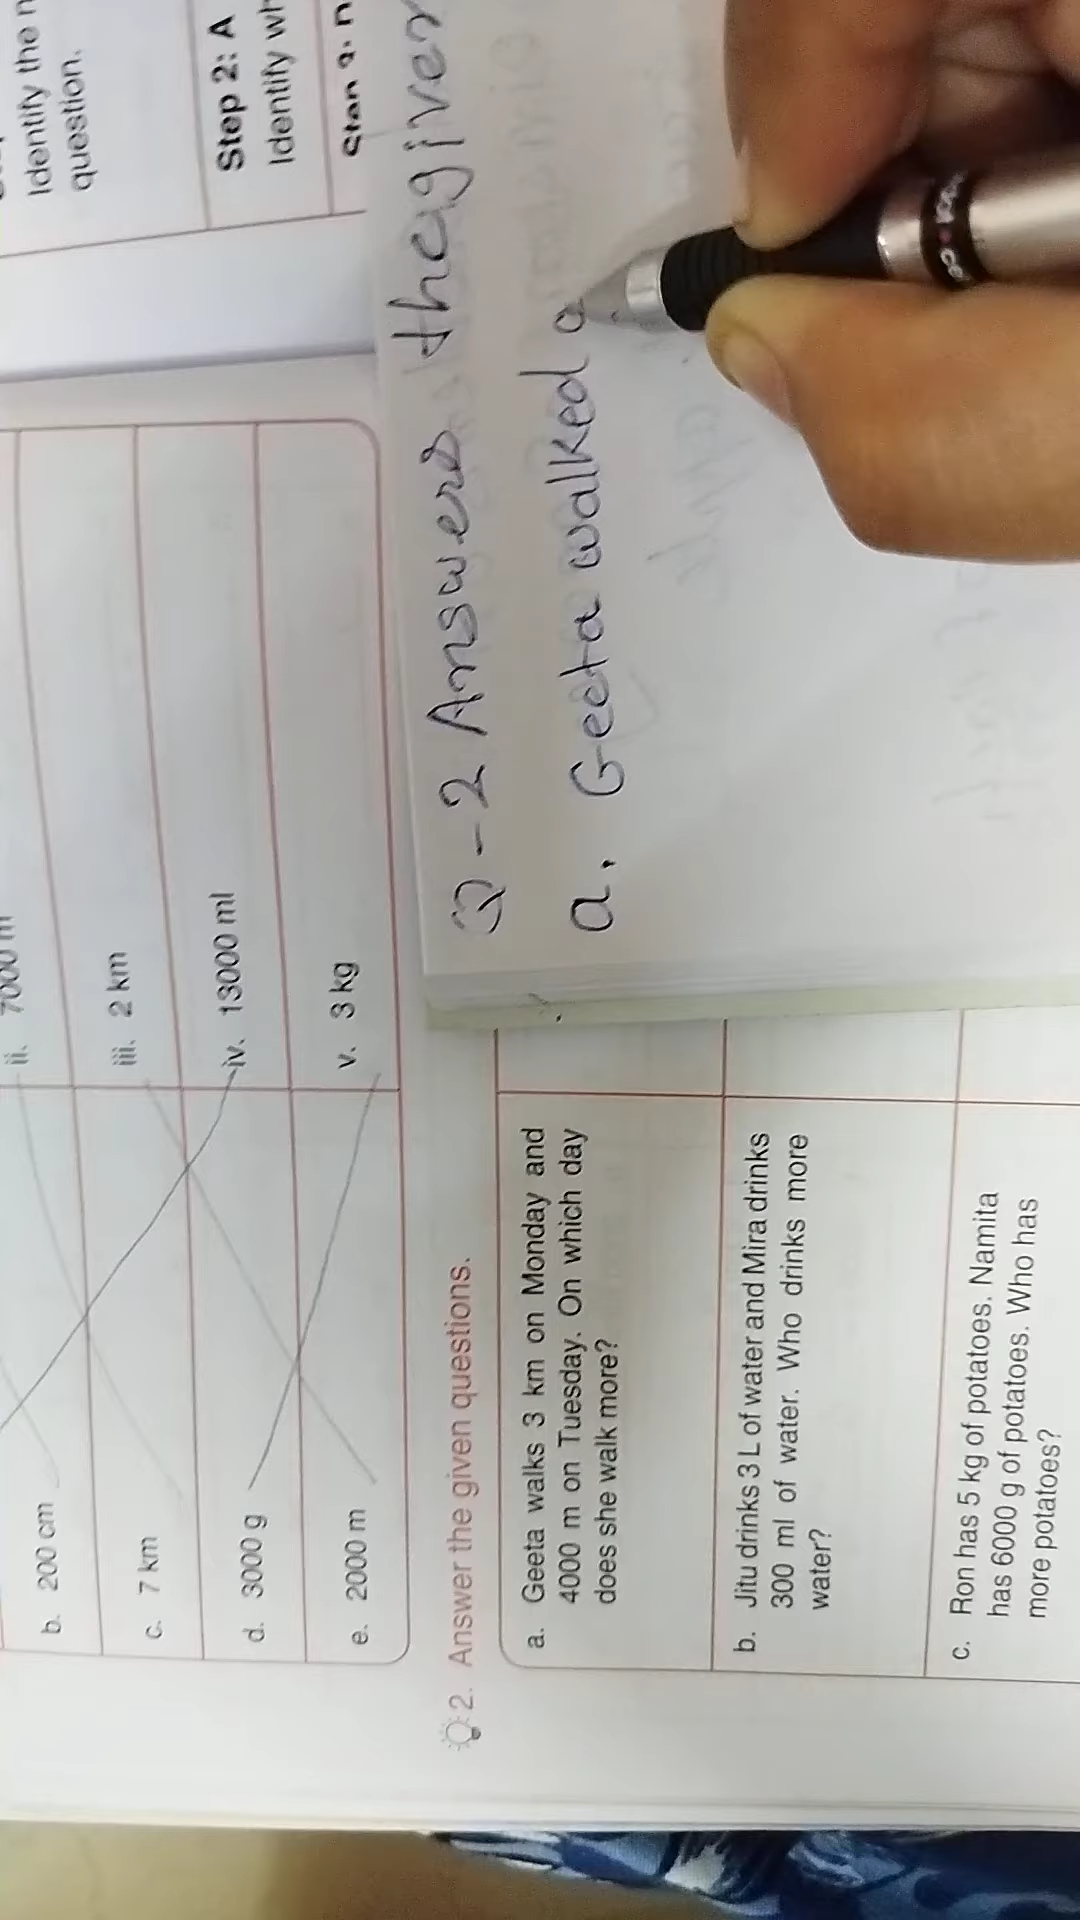 Identify the
question.
Step 2: A
Identify
ii. 7000 m
b. 200 cm
iii. 2 km
c. 7 km
iv. 13000 ml
d. 3000 g
v. 3 kg
e. 2000 m
Q-2 Answers the given
a. Geeta walked a
2. Answer the given questions.
a. Geeta walks 3 km on Monday and
4000 m on Tuesday. On which day
does she walk more?
b. Jitu drinks 3 L of water and Mira drinks
300 ml of water. Who drinks more
water?
c. Ron has 5 kg of potatoes. Namita
has 6000 g of potatoes. Who has
more potatoes?